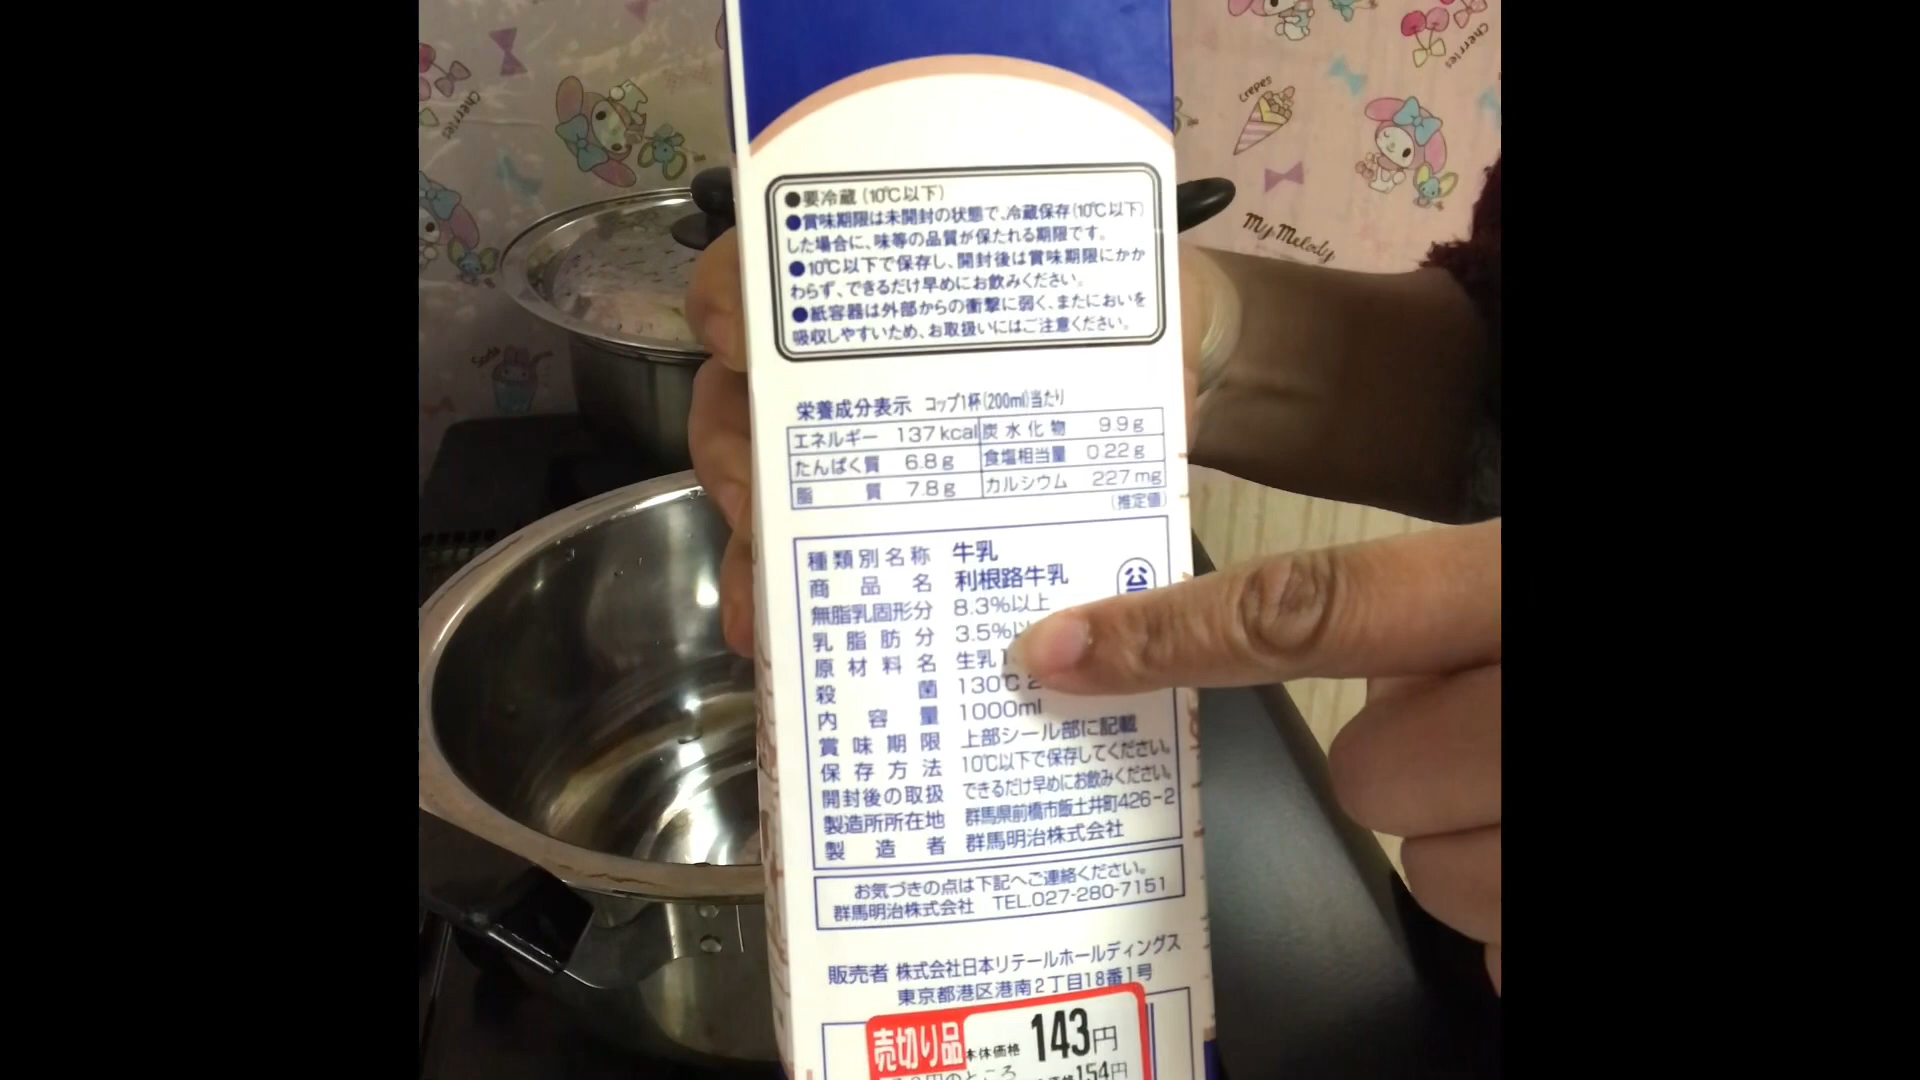 Cherries
Crepes
Cherries
My Melody
Soda
●要冷蔵(10℃以下)
●賞味期限は未開封の状態で、冷蔵保存(10℃以下)
した場合に、味等の品質が保たれる期限です。
●10℃以下で保存し、開封後は賞味期限にかか
わらず、できるだけ早めにお飲みください。
●紙容器は外部からの衝撃に弱く、またにおいを
吸収しやすいため、お取扱いにはご注意ください。
栄養成分表示 コップ1杯(200ml)当たり
エネルギー 137kcal 炭水化物 9.9g
たんぱく質 6.8g 食塩相当量 0.22g
脂質 7.8g カルシウム 227mg
(推定値)
種類別名称 牛乳
商品名 利根路牛乳
公
無脂乳固形分 8.3%以上
乳脂肪分 3.5%以
原材料名 生乳1
殺菌 130℃ 2
内容量 1000ml
賞味期限 上部シール部に記載
保存方法 10℃以下で保存してください。
開封後の取扱 できるだけ早めにお飲みください。
製造所所在地 群馬県前橋市飯土井町426-2
製造者 群馬明治株式会社
お気づきの点は下記へご連絡ください。
群馬明治株式会社 TEL.027-280-7151
販売者 株式会社日本リテールホールディングス
東京都港区港南2丁目18番1号
売切り品 本体価格 143円
円のところ 154円